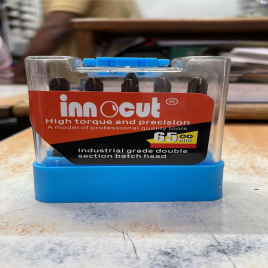 innocut
High torque and precision
A model of professional quality tools
65
Industrial grade double
section batch head